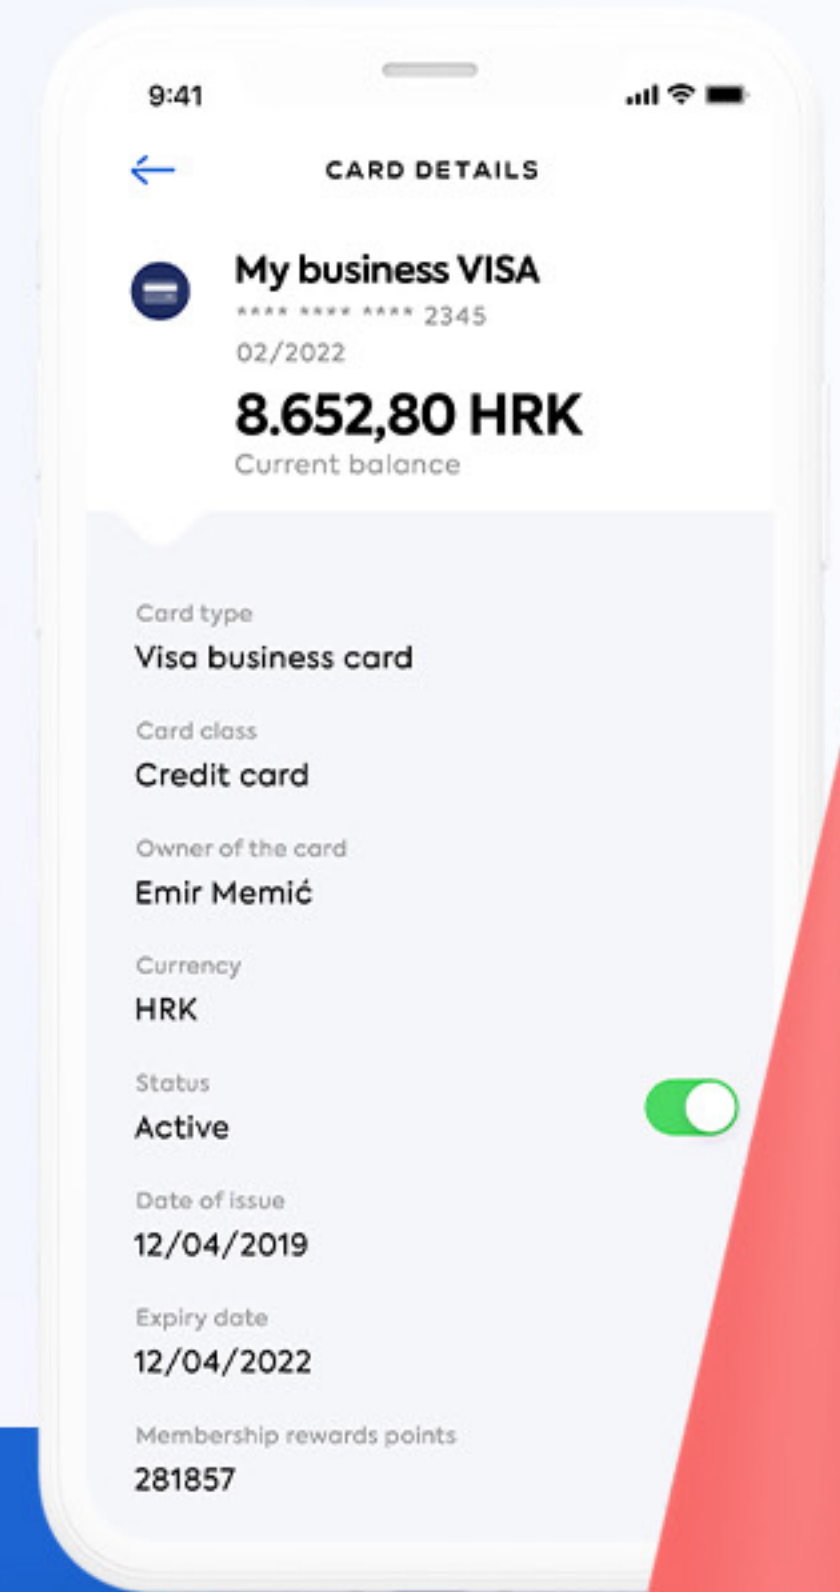 9:41
CARD DETAILS
My business VISA
**** **** **** 2345
02/2022
8.652,80 HRK
Current balance
Card type
Visa business card
Card class
Credit card
Owner of the card
Emir Memić
Currency
HRK
Status
Active
Date of issue
12/04/2019
Expiry date
12/04/2022
Membership rewards points
281857